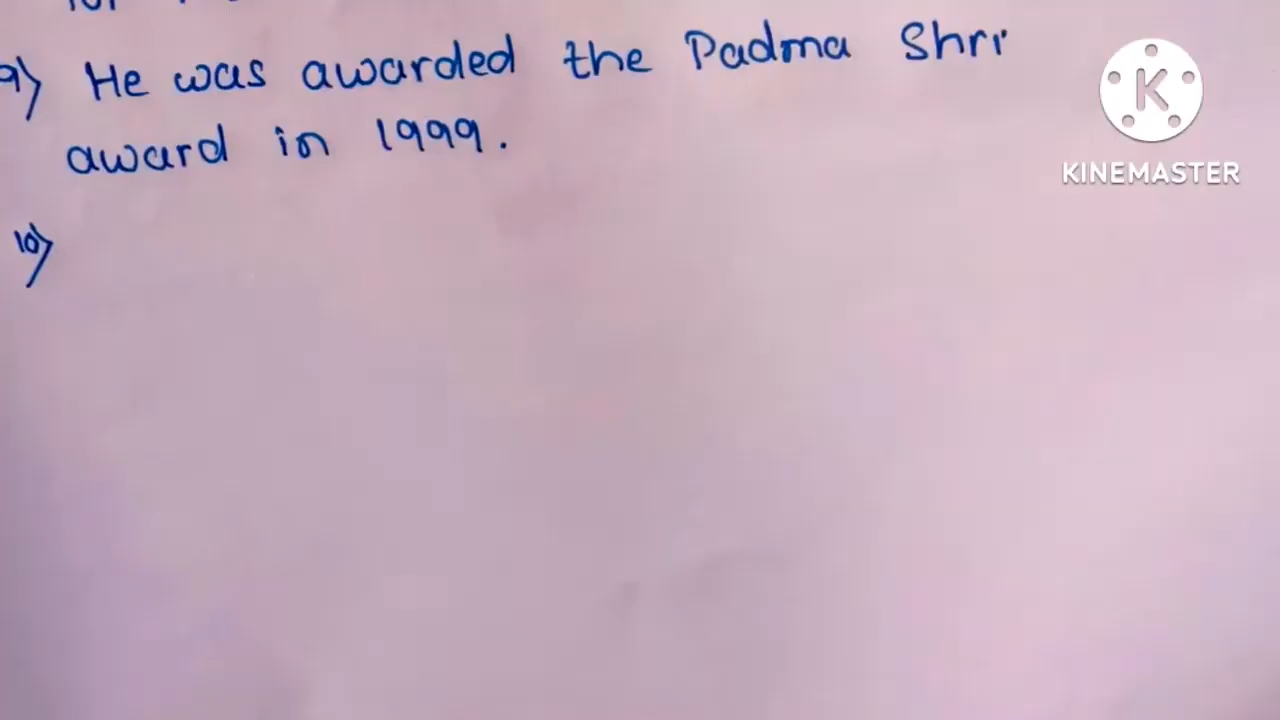 9) He was awarded the Padma Shri
award in 1999.
10)
K
KINEMASTER